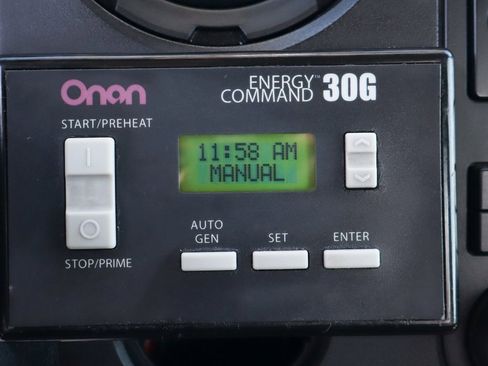 Onan
ENERGY™
COMMAND 30G
START/PREHEAT
I
11:58 AM
MANUAL
O
STOP/PRIME
AUTO
GEN
SET
ENTER